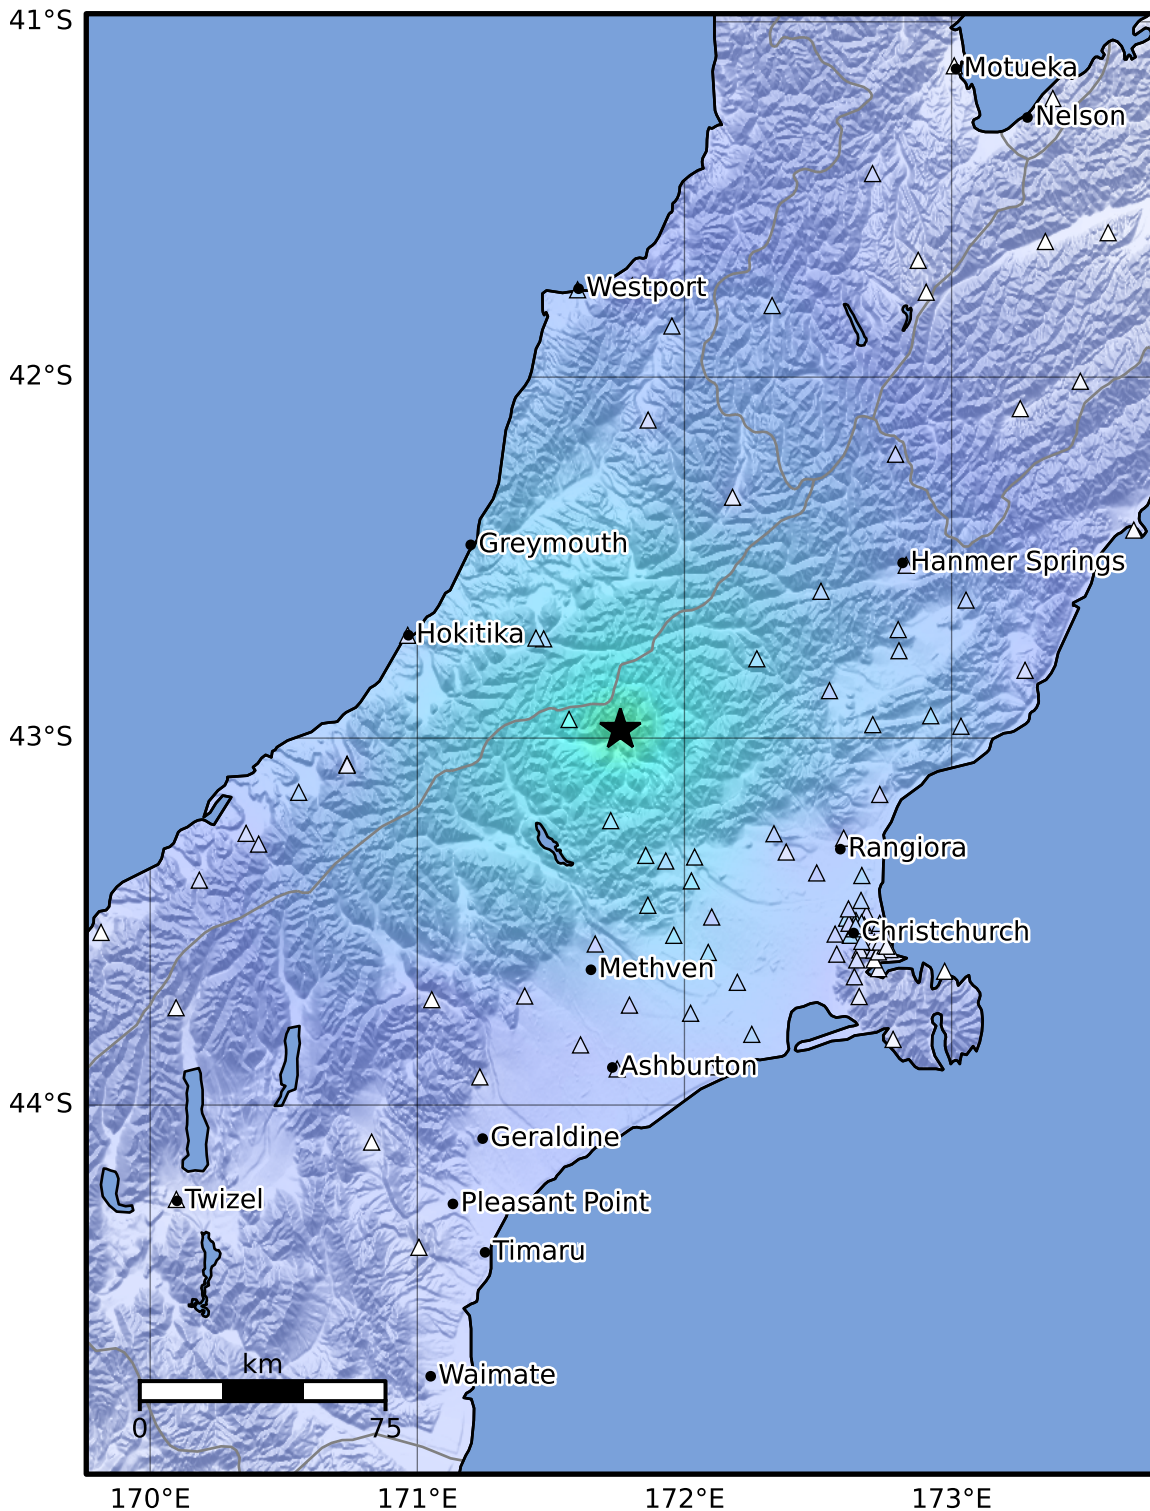 41°S
Motueka
Nelson
Westport
42°S
Greymouth
Hanmer Springs
Hokitika
43°S
Rangiora
Christchurch
Methven
Ashburton
44°S
Geraldine
Twizel
Pleasant Point
Timaru
km
Waimate
0 75
170°E 171°E 172°E 173°E